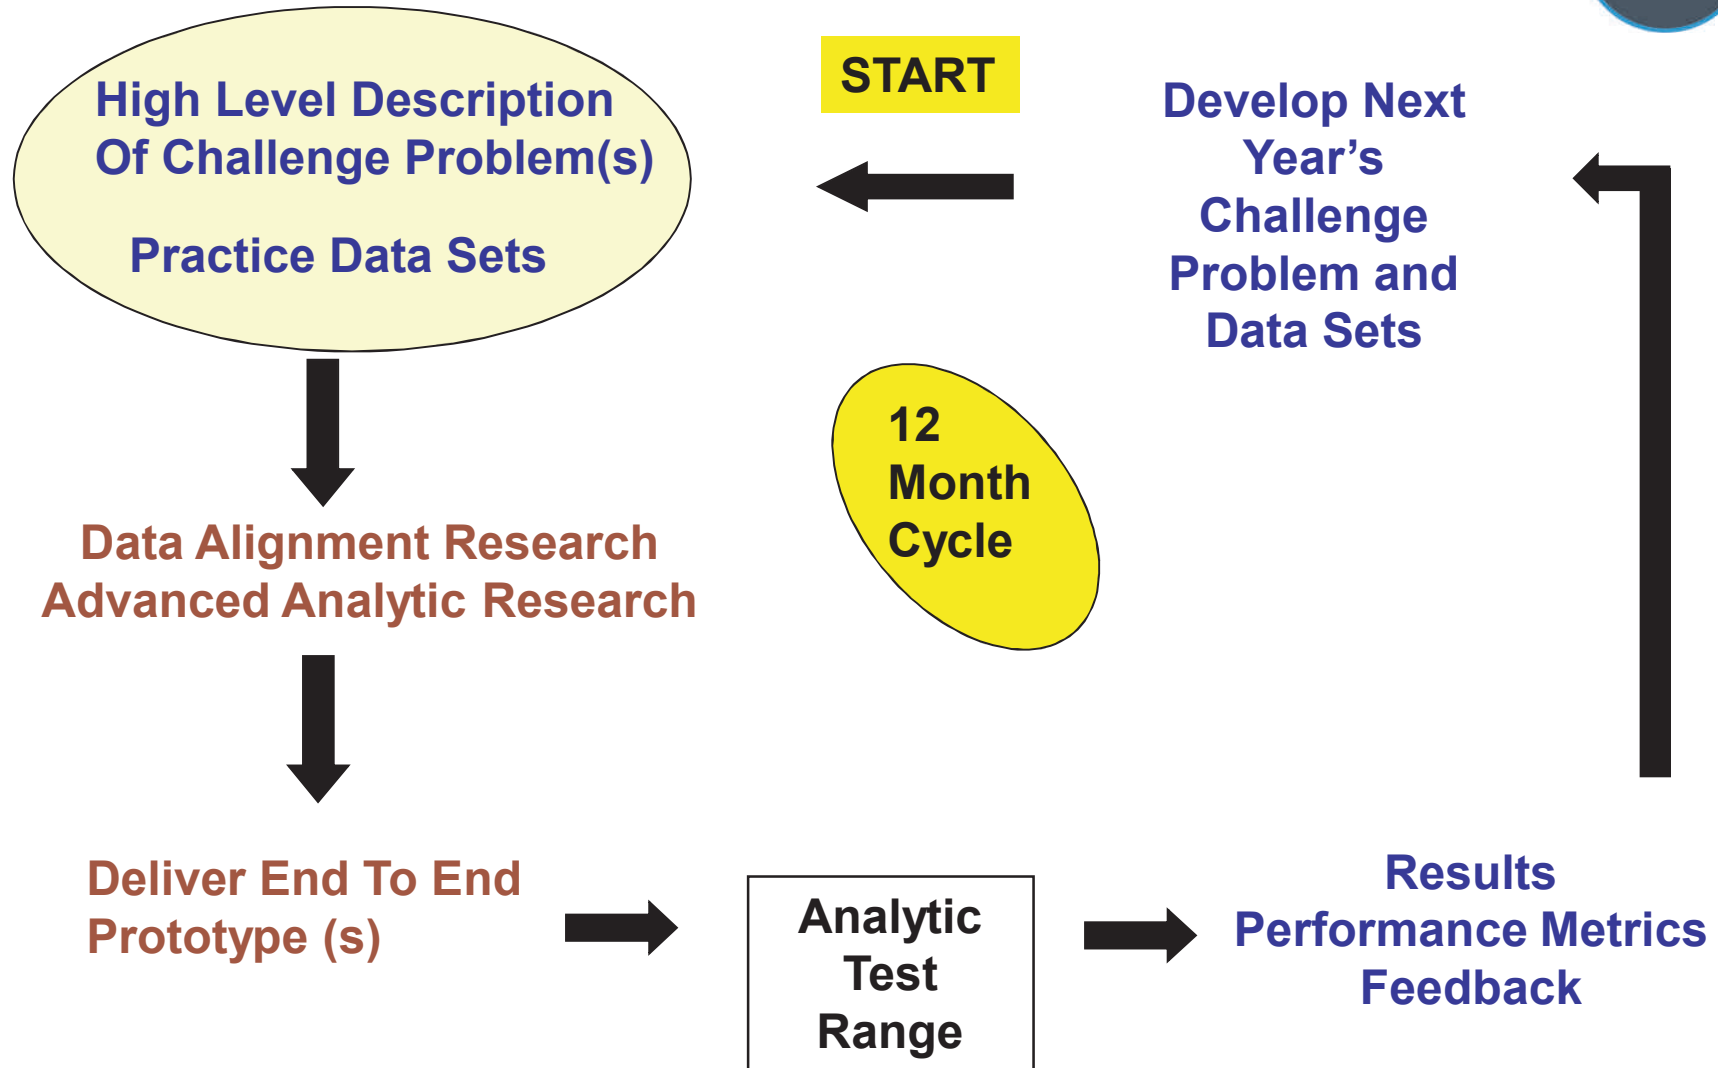 High Level Description
Of Challenge Problem(s)
Practice Data Sets
START
Develop Next
Year’s
Challenge
Problem and
Data Sets
12
Month
Cycle
Data Alignment Research
Advanced Analytic Research
Deliver End To End
Prototype (s)
Analytic
Test
Range
Results
Performance Metrics
Feedback